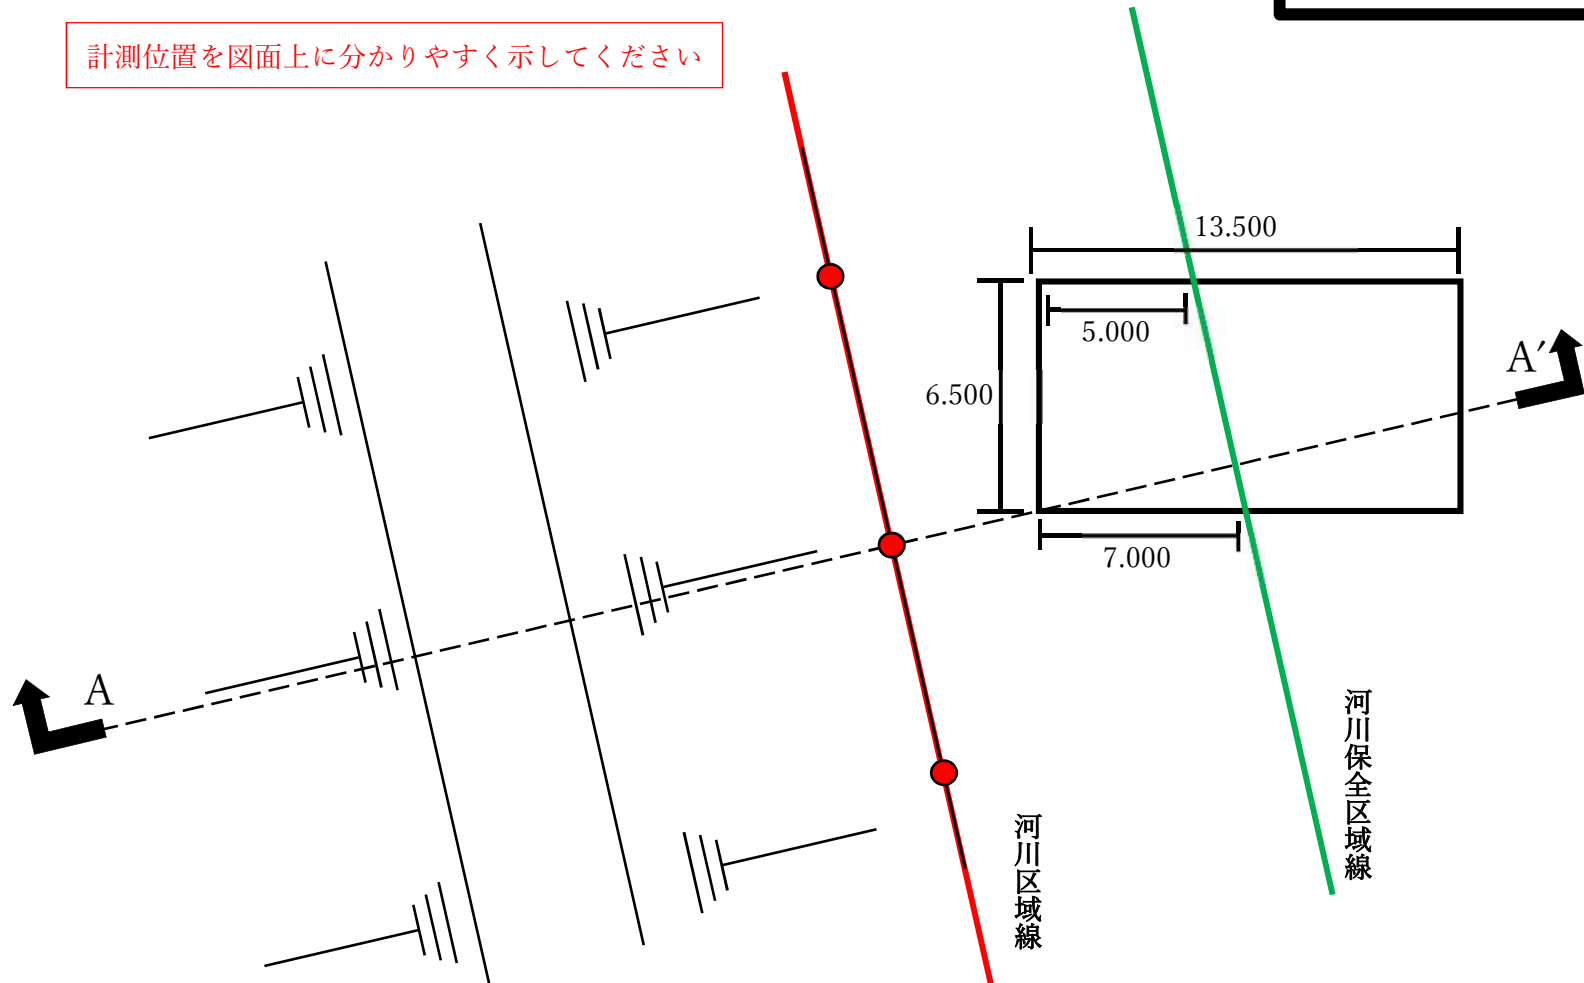 計測位置を図面上に分かりやすく示してください
13.500
5.000
6.500
A′
7.000
A
河川保全区域線
河川区域線